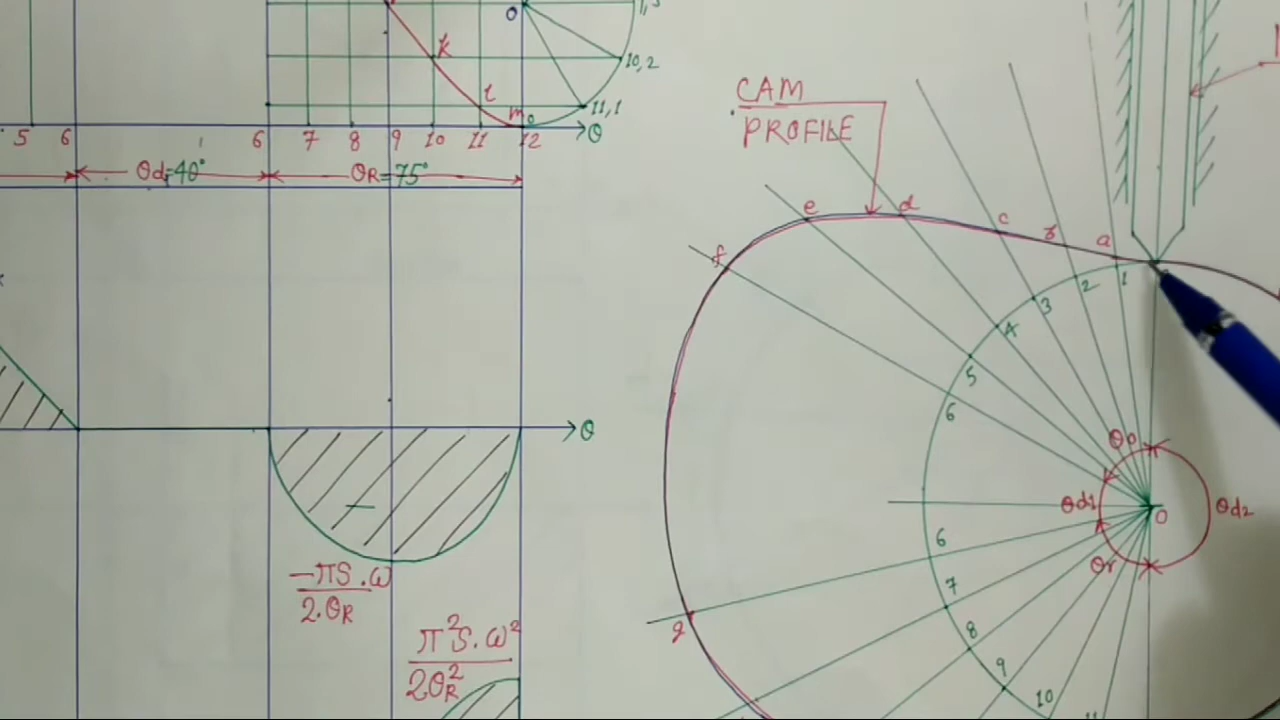 O
10,2
k
l
11,1
m
5 6 6 7 8 9 10 11 12 θ
θd1=40° θR=75°
CAM
PROFILE
e d c a
f
1
2
3
4
5
6
θ
θo
θd1 O θd2
θr
6
7
8
9
10
g
-πS.ω
2.θR
π²S.ω²
2θR²